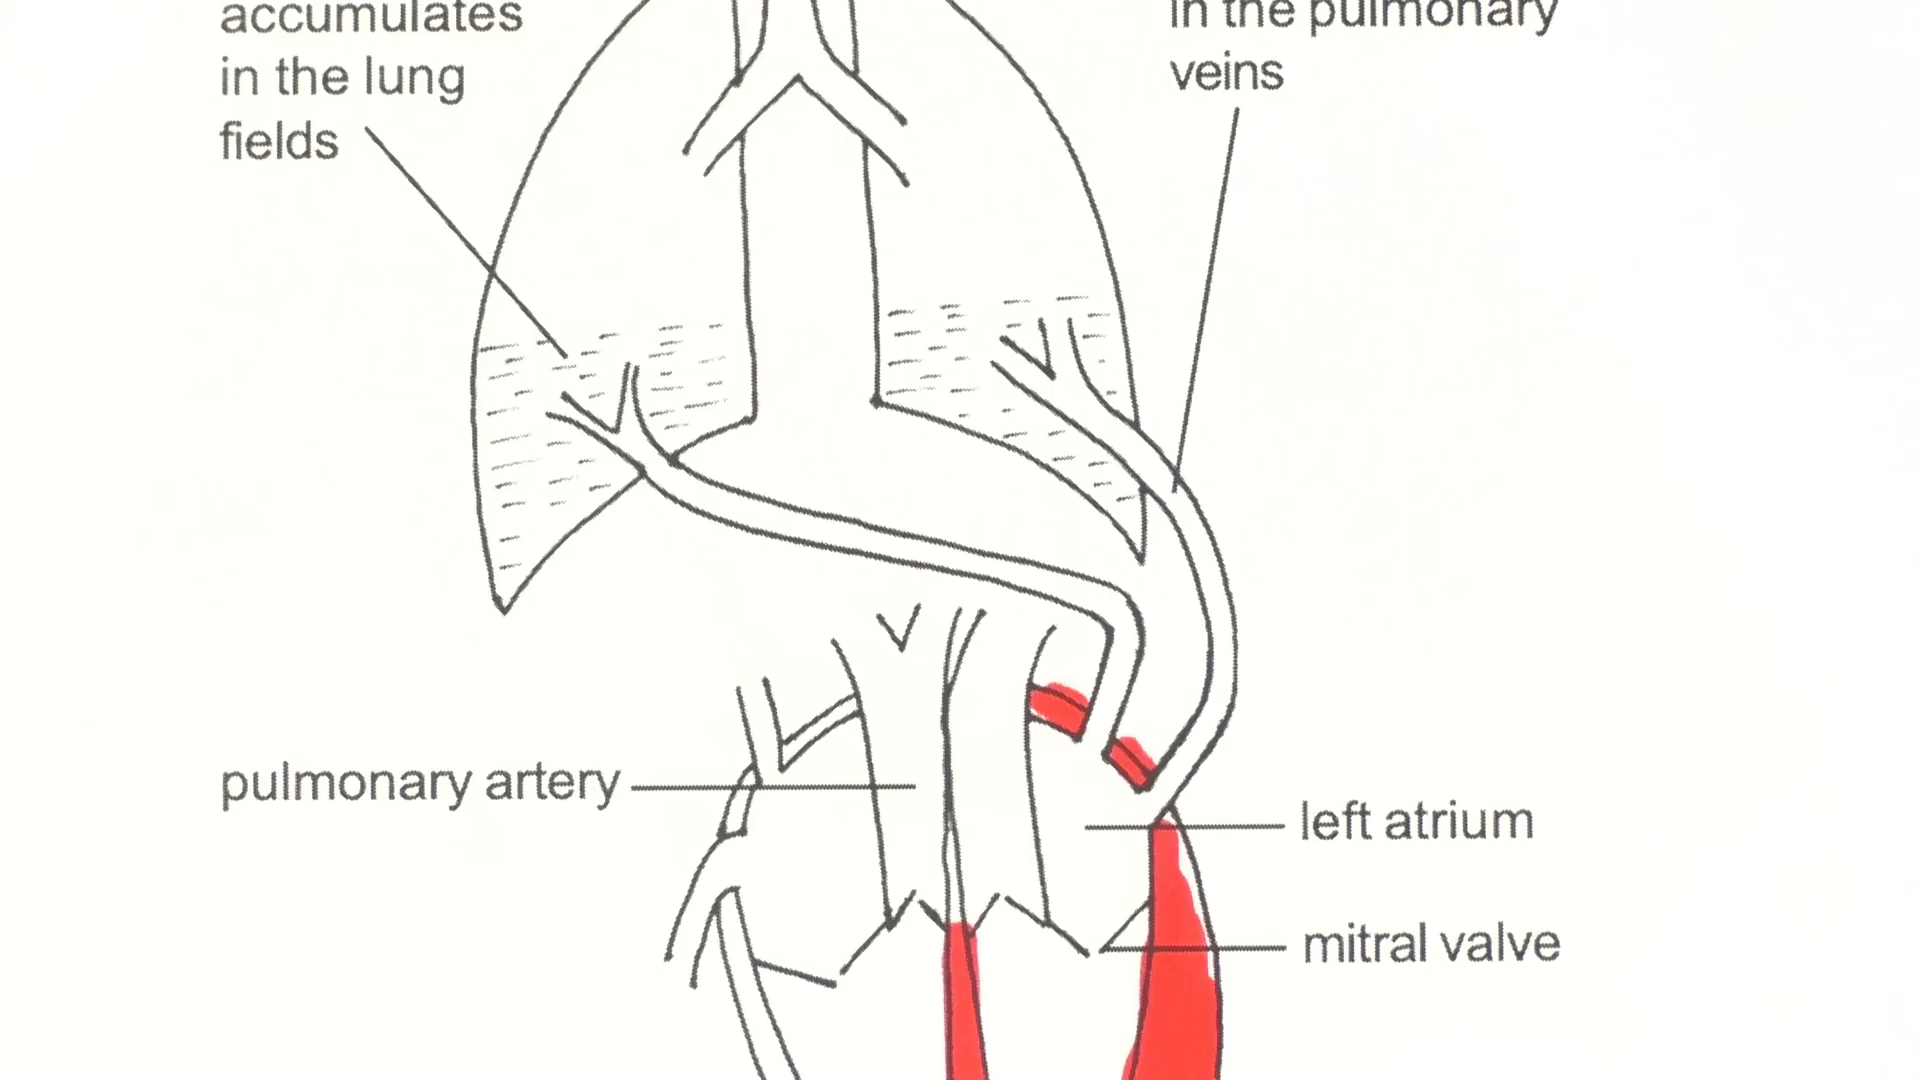 accumulates
in the lung
fields
in the pulmonary
veins
pulmonary artery
left atrium
mitral valve